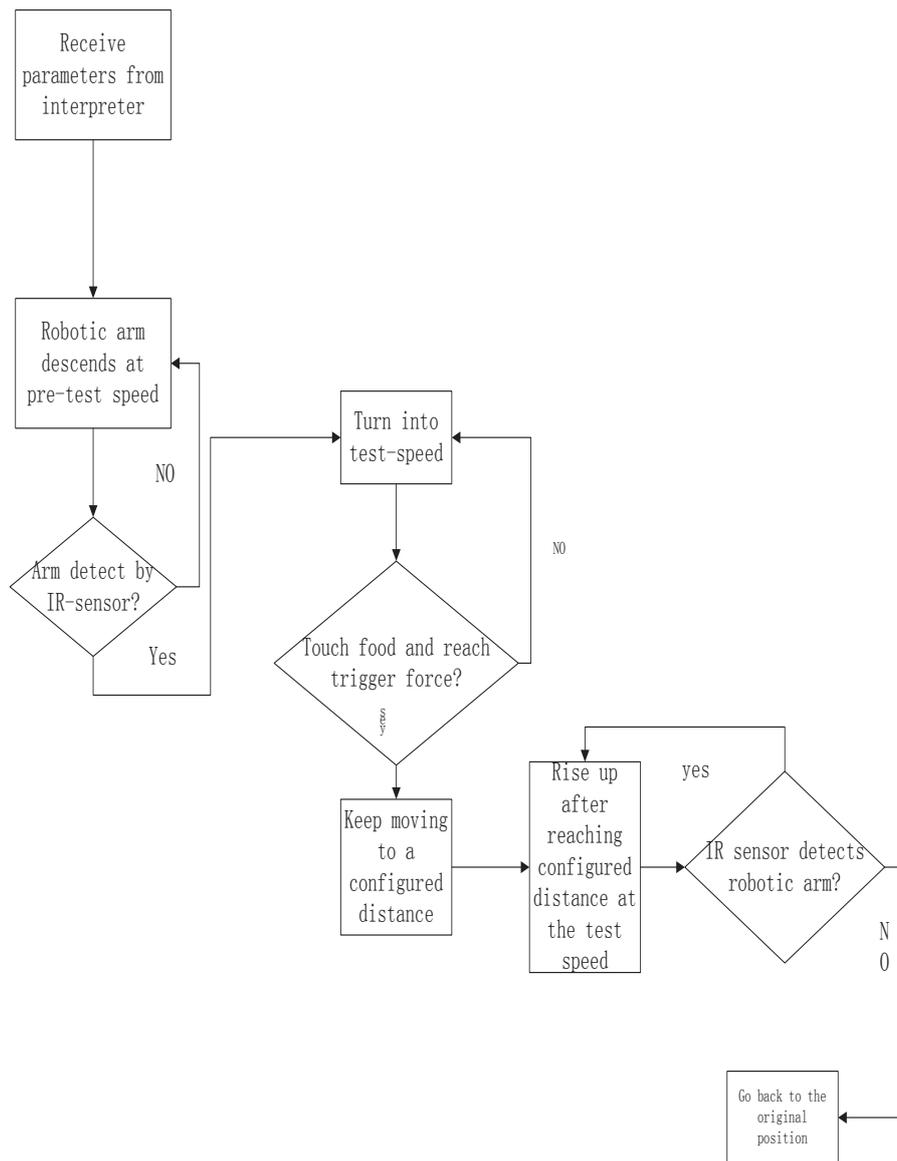 Receive
parameters from
interpreter
Robotic arm
descends at
pre-test speed
NO
Arm detect by
IR-sensor?
Yes
Turn into
test-speed
NO
Touch food and reach
trigger force?
yes
Keep moving
to a
configured
distance
Rise up
after
reaching
configured
distance at
the test
speed
yes
IR sensor detects
robotic arm?
N
O
Go back to the
original
position